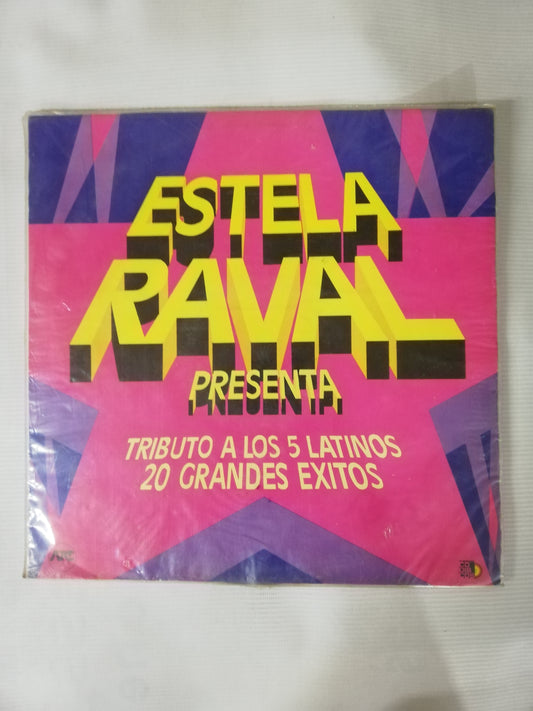 ESTELA
RAVAL
PRESENTA
TRIBUTO A LOS 5 LATINOS
20 GRANDES EXITOS